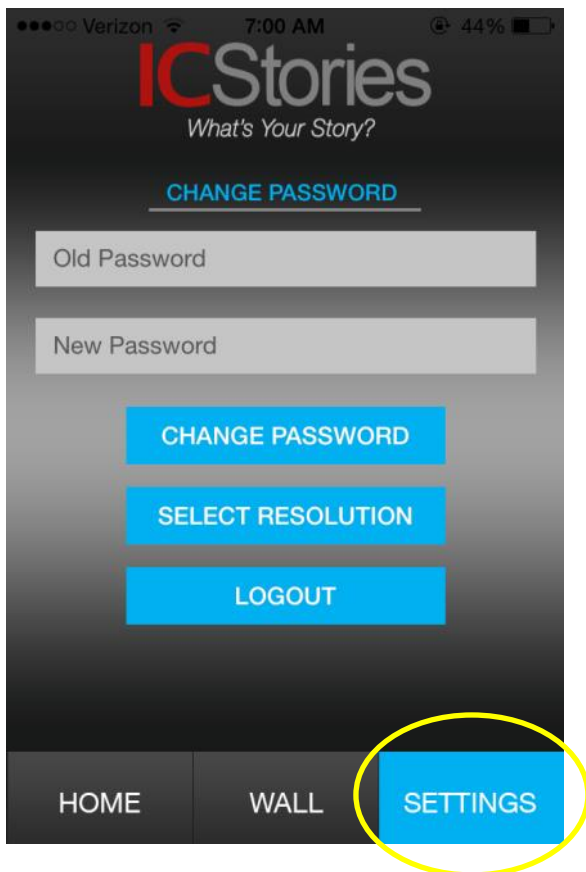 Verizon 7:00 AM 44%
ICStories
What's Your Story?
CHANGE PASSWORD
Old Password
New Password
CHANGE PASSWORD
SELECT RESOLUTION
LOGOUT
HOME WALL SETTINGS